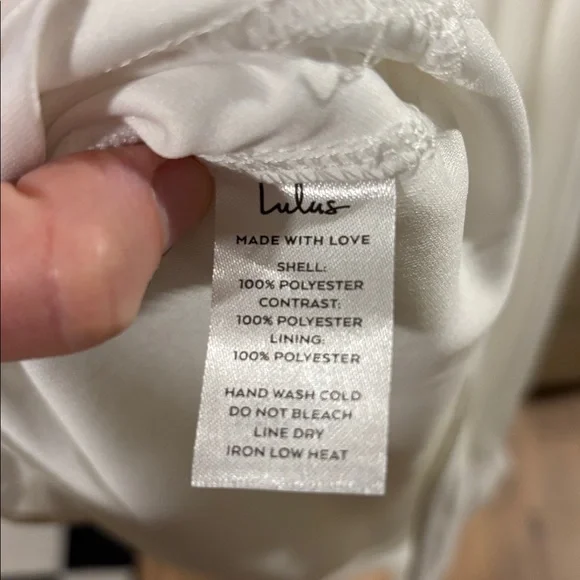 Lulus
MADE WITH LOVE
SHELL:
100% POLYESTER
CONTRAST:
100% POLYESTER
LINING:
100% POLYESTER
HAND WASH COLD
DO NOT BLEACH
LINE DRY
IRON LOW HEAT